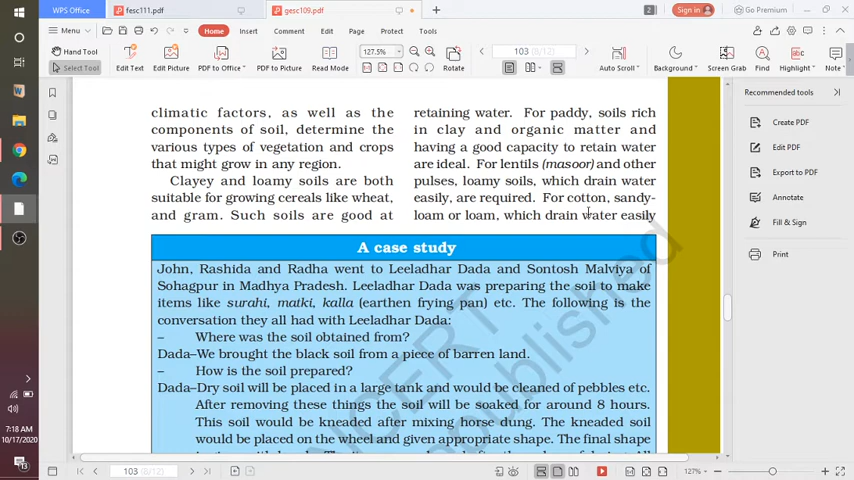 WPS Office
fesc111.pdf
gesc109.pdf
2
Sign in
Go Premium
Menu
Home
Insert
Comment
Edit
Page
Protect
Tools
Hand Tool
Select Tool
Edit Text
Edit Picture
PDF to Office
PDF to Picture
Read Mode
127.5%
Rotate
103 (8/12)
Auto Scroll
Background
Screen Grab
Find
Highlight
Note
climatic factors, as well as the
components of soil, determine the
various types of vegetation and crops
that might grow in any region.
Clayey and loamy soils are both
suitable for growing cereals like wheat,
and gram. Such soils are good at
retaining water. For paddy, soils rich
in clay and organic matter and
having a good capacity to retain water
are ideal. For lentils (masoor) and other
pulses, loamy soils, which drain water
easily, are required. For cotton, sandy-
loam or loam, which drain water easily
A case study
John, Rashida and Radha went to Leeladhar Dada and Sontosh Malviya of
Sohagpur in Madhya Pradesh. Leeladhar Dada was preparing the soil to make
items like surahi, matki, kalla (earthen frying pan) etc. The following is the
conversation they all had with Leeladhar Dada:
– Where was the soil obtained from?
Dada–We brought the black soil from a piece of barren land.
– How is the soil prepared?
Dada–Dry soil will be placed in a large tank and would be cleaned of pebbles etc.
After removing these things the soil will be soaked for around 8 hours.
This soil would be kneaded after mixing horse dung. The kneaded soil
would be placed on the wheel and given appropriate shape. The final shape
NCERT
republished
Recommended tools
Create PDF
Edit PDF
Export to PDF
Annotate
Fill & Sign
Print
7:18 AM
10/17/2020
13
103 (8/12)
127%